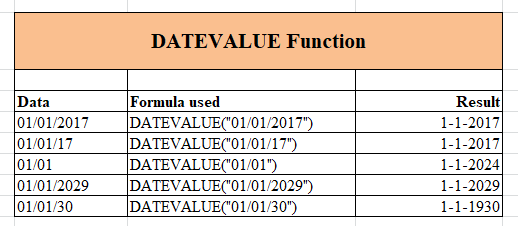 DATEVALUE Function
Data Formula used Result
01/01/2017 DATEVALUE("01/01/2017") 1-1-2017
01/01/17 DATEVALUE("01/01/17") 1-1-2017
01/01 DATEVALUE("01/01") 1-1-2024
01/01/2029 DATEVALUE("01/01/2029") 1-1-2029
01/01/30 DATEVALUE("01/01/30") 1-1-1930